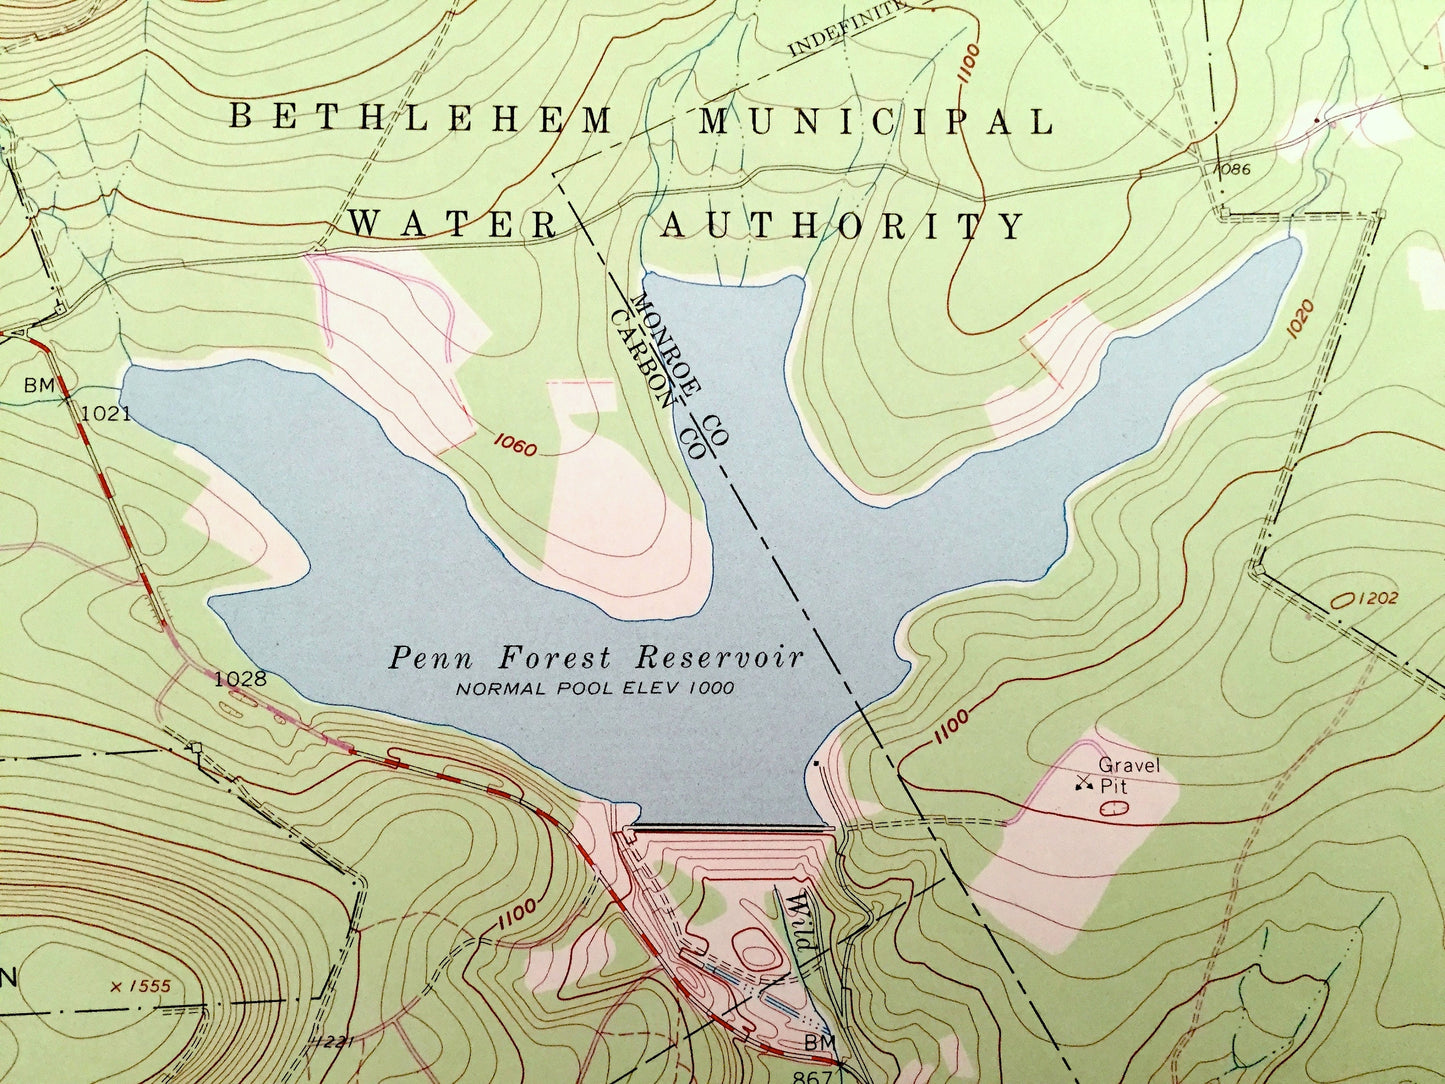 INDEFINITE
1100
BETHLEHEM MUNICIPAL
1086
WATER AUTHORITY
MONROE CO
CARBON CO
1020
BM
1021
1060
1202
Penn Forest Reservoir
NORMAL POOL ELEV 1000
1028
1100
Gravel
Pit
1100
Wild
N
×1555
1221
BM
867